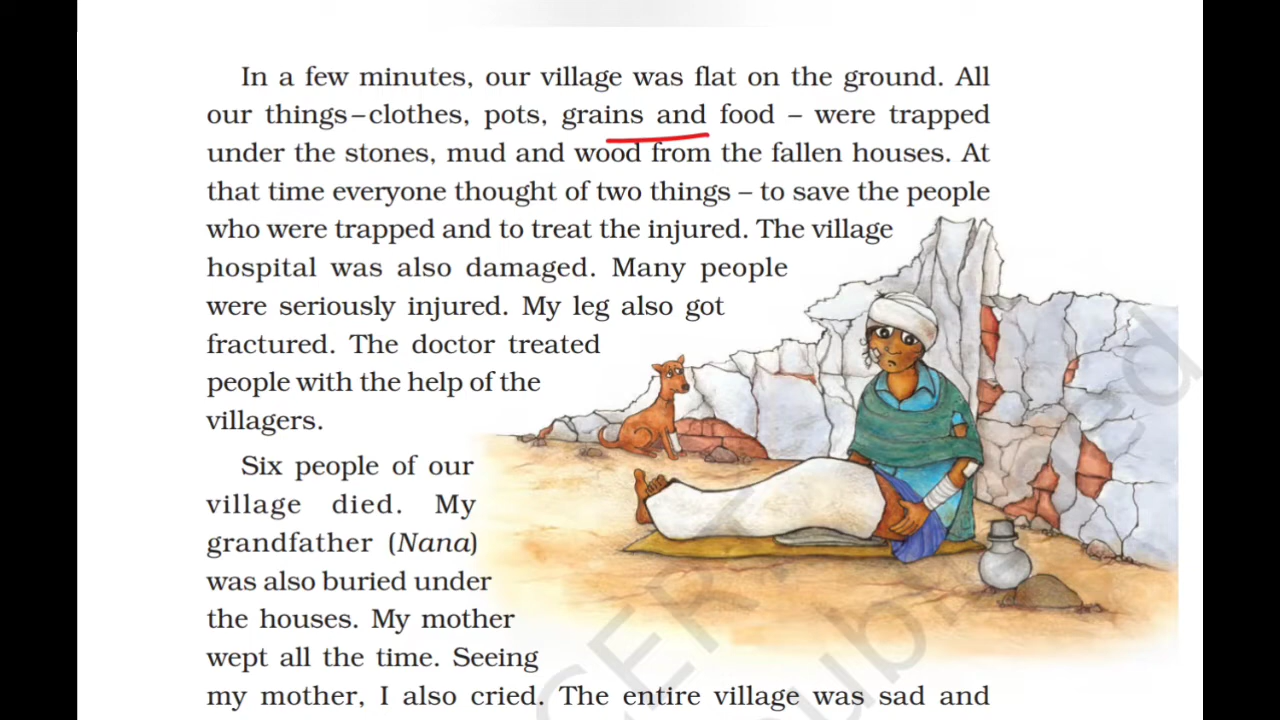 In a few minutes, our village was flat on the ground. All
our things–clothes, pots, grains and food – were trapped
under the stones, mud and wood from the fallen houses. At
that time everyone thought of two things – to save the people
who were trapped and to treat the injured. The village
hospital was also damaged. Many people
were seriously injured. My leg also got
fractured. The doctor treated
people with the help of the
villagers.
Six people of our
village died. My
grandfather (Nana)
was also buried under
the houses. My mother
wept all the time. Seeing
my mother, I also cried. The entire village was sad and